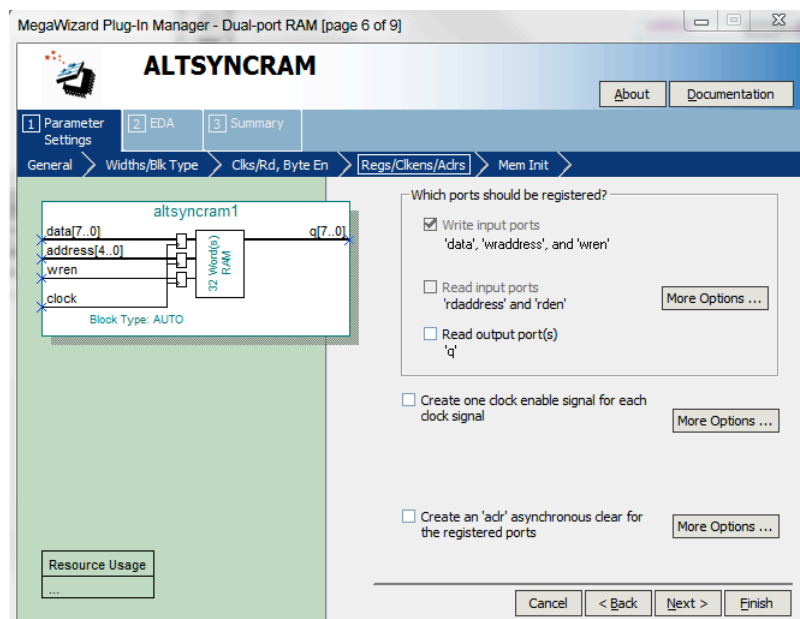 MegaWizard Plug-In Manager - Dual-port RAM [page 6 of 9]
ALTSYNCRAM
About
Documentation
1 Parameter Settings
2 EDA
3 Summary
General
Widths/Blk Type
Clks/Rd, Byte En
Regs/Clkens/Aclrs
Mem Init
altsyncram1
data[7..0]
q[7..0]
address[4..0]
wren
clock
32 Word(s)
RAM
Block Type: AUTO
Resource Usage
...
Which ports should be registered?
Write input ports
'data', 'wraddress', and 'wren'
Read input ports
'rdaddress' and 'rden'
More Options ...
Read output port(s)
'q'
Create one clock enable signal for each
clock signal
More Options ...
Create an 'aclr' asynchronous clear for
the registered ports
More Options ...
Cancel
< Back
Next >
Finish